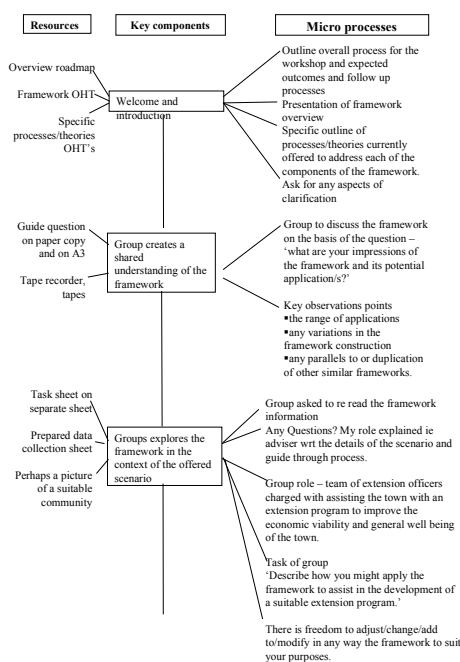 Resources
Key components
Micro processes
Overview roadmap
Framework OHT
Specific
processes/theories
OHT's
Welcome and
introduction
Outline overall process for the
workshop and expected
outcomes and follow up
processes
Presentation of framework
overview
Specific outline of
processes/theories currently
offered to address each of the
components of the framework.
Ask for any aspects of
clarification
Guide question
on paper copy
and on A3
Tape recorder,
tapes
Group creates a
shared
understanding of the
framework
Group to discuss the framework
on the basis of the question –
‘what are your impressions of
the framework and its potential
application/s?’
Key observations points
▪the range of applications
▪any variations in the
framework construction
▪any parallels to or duplication
of other similar frameworks.
Task sheet on
separate sheet
Prepared data
collection sheet
Perhaps a picture
of a suitable
community
Groups explores the
framework in the
context of the offered
scenario
Group asked to re read the framework
information
Any Questions? My role explained ie
adviser wrt the details of the scenario and
guide through process.
Group role – team of extension officers
charged with assisting the town with an
extension program to improve the
economic viability and general well being
of the town.
Task of group
‘Describe how you might apply the
framework to assist in the development of
a suitable extension program.’
There is freedom to adjust/change/add
to/modify in any way the framework to suit
your purposes.